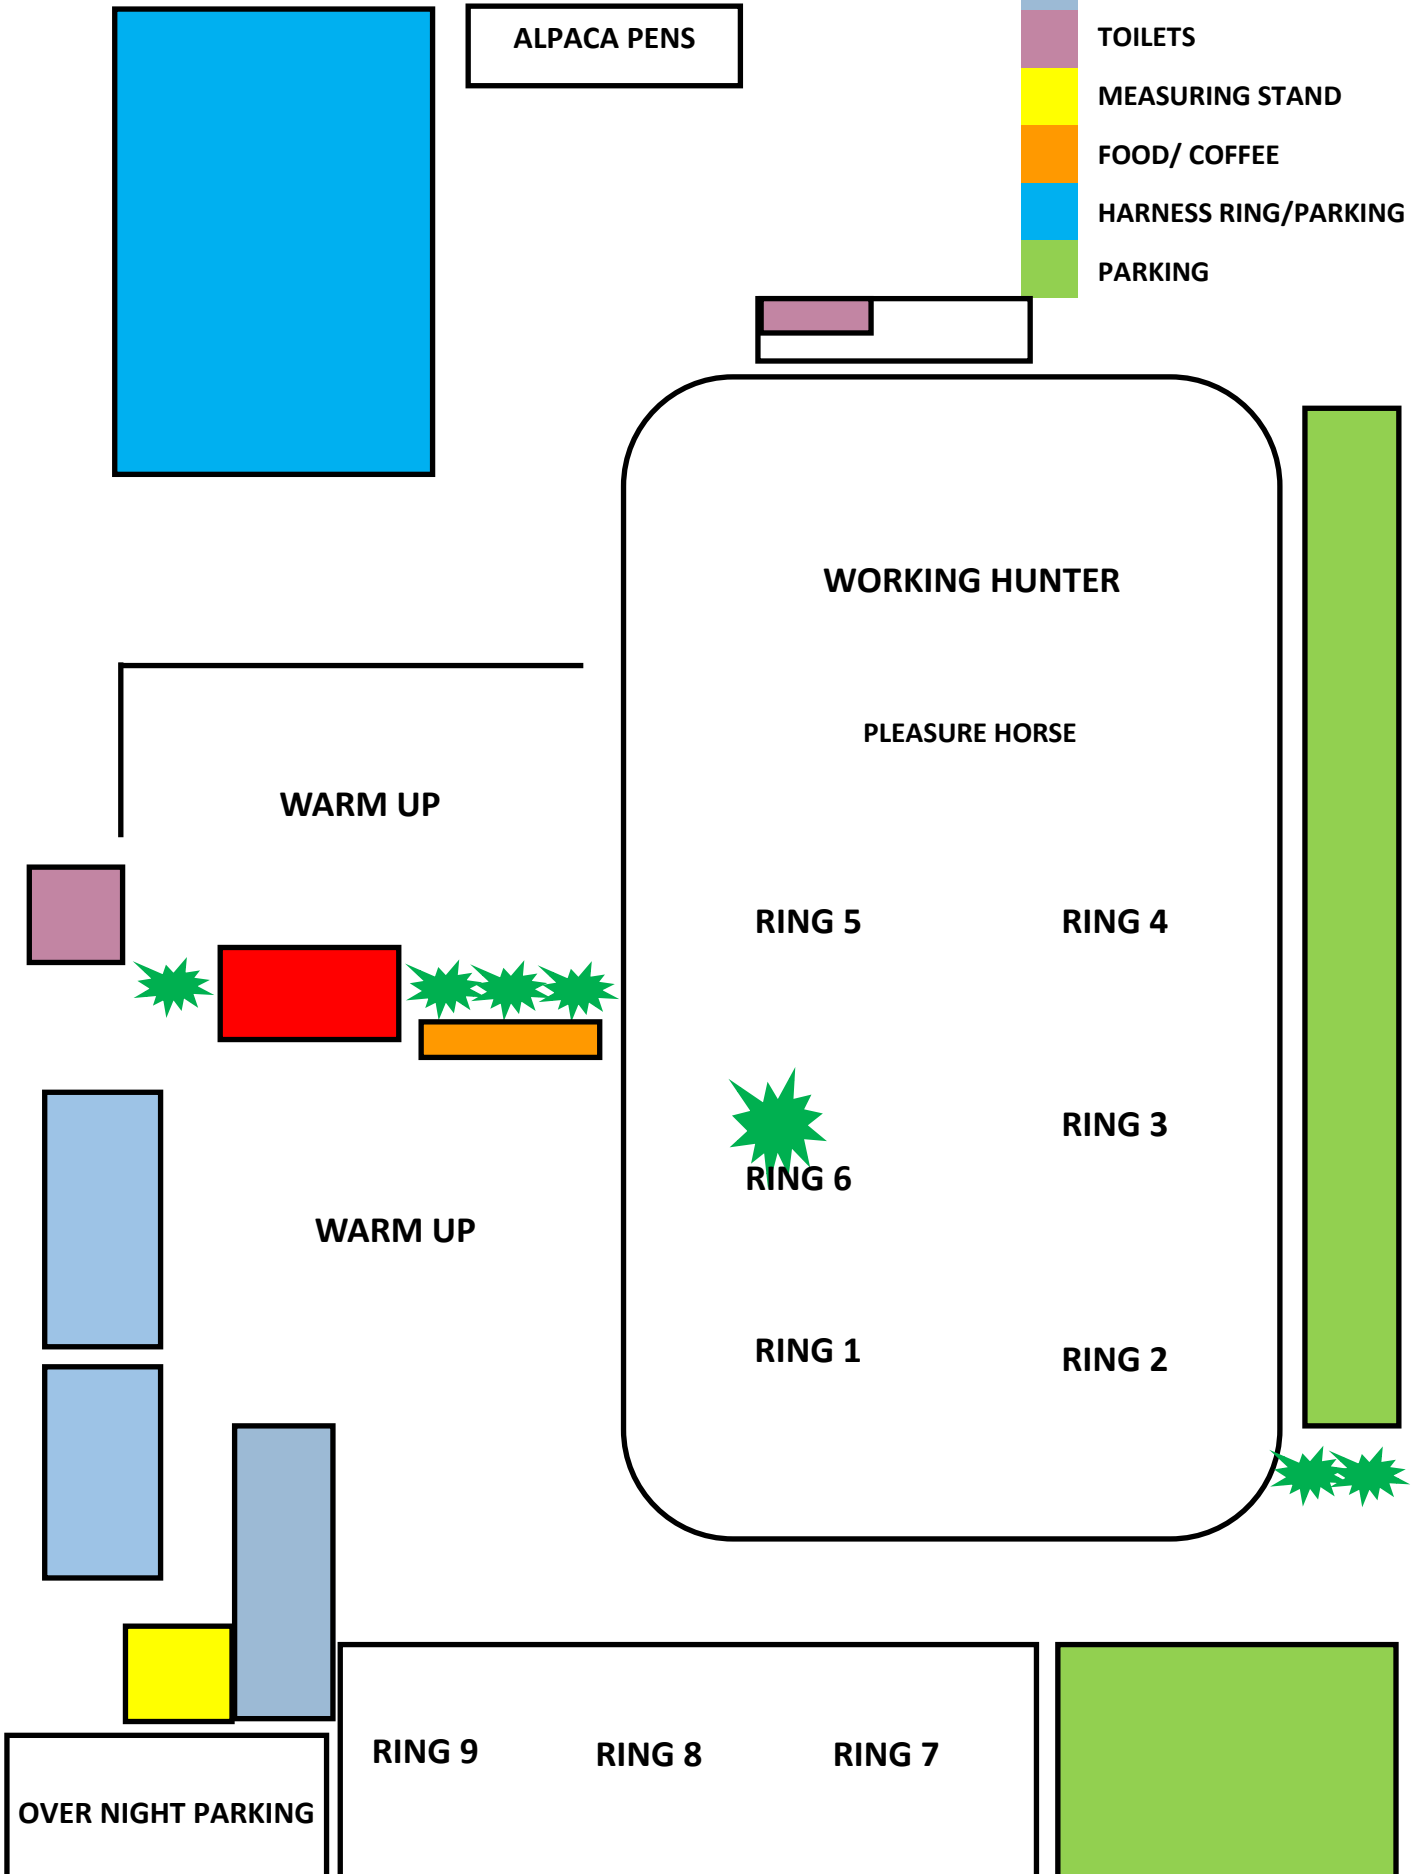 ALPACA PENS
TOILETS
MEASURING STAND
FOOD/ COFFEE
HARNESS RING/PARKING
PARKING
WORKING HUNTER
PLEASURE HORSE
WARM UP
RING 5
RING 4
RING 3
RING 6
WARM UP
RING 1
RING 2
RING 9
RING 8
RING 7
OVER NIGHT PARKING